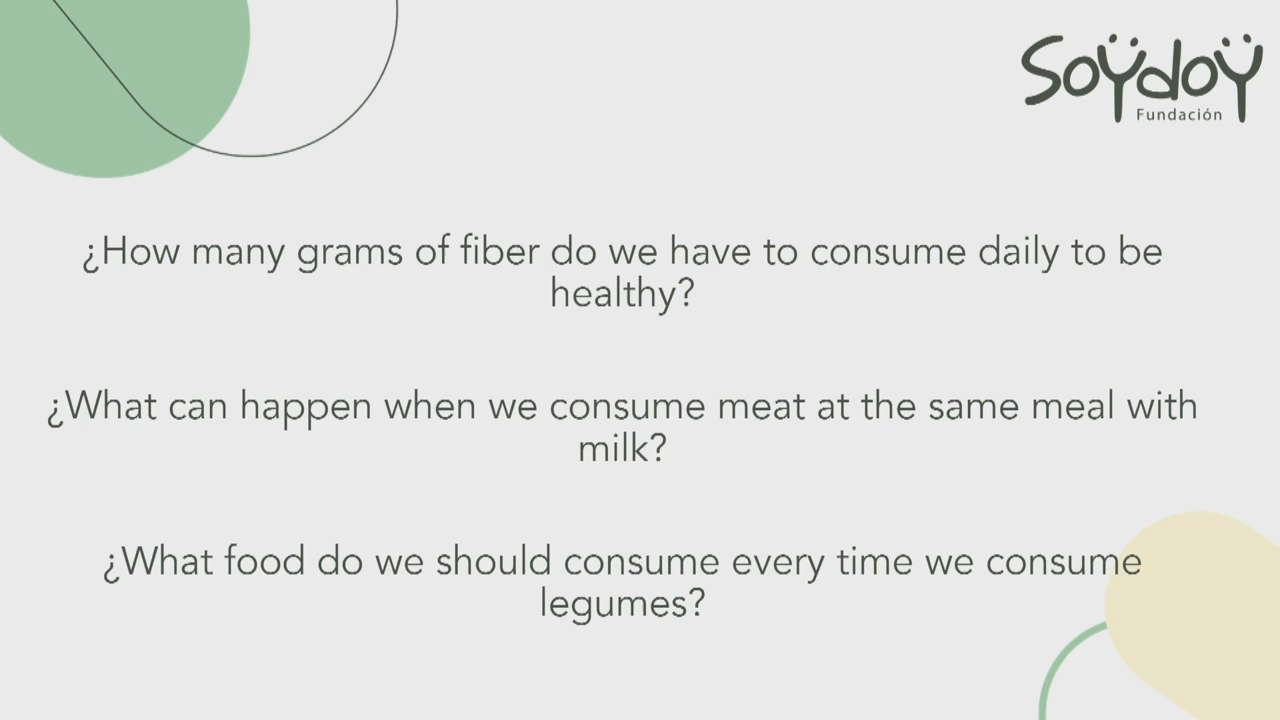 SoÿdoŸ
Fundación
¿How many grams of fiber do we have to consume daily to be
healthy?
¿What can happen when we consume meat at the same meal with
milk?
¿What food do we should consume every time we consume
legumes?